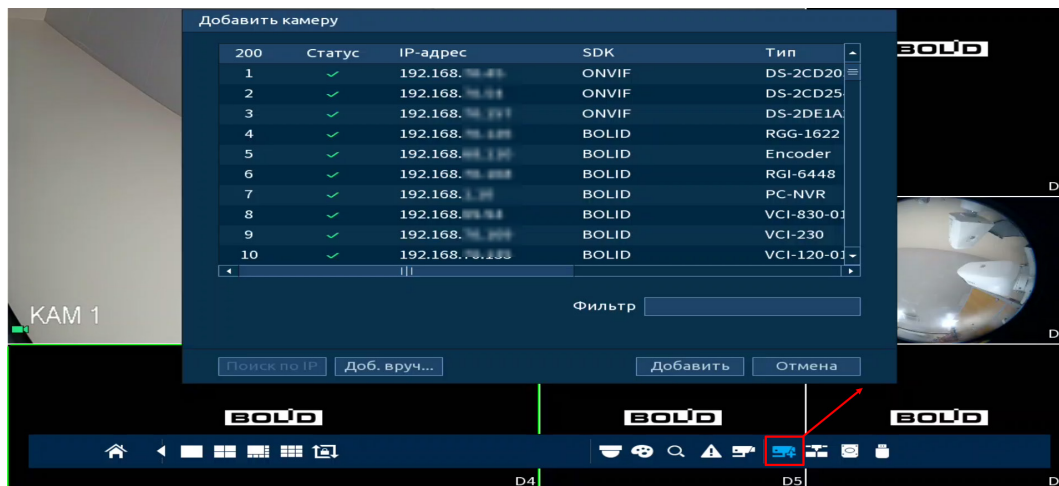 Добавить камеру
200 Статус IP-адрес SDK Тип
1 192.168. ONVIF DS-2CD20
2 192.168. ONVIF DS-2CD25
3 192.168. ONVIF DS-2DE1A
4 192.168. BOLID RGG-1622
5 192.168. BOLID Encoder
6 192.168. BOLID RGI-6448
7 192.168. BOLID PC-NVR
8 192.168. BOLID VCI-830-01
9 192.168. BOLID VCI-230
10 192.168. BOLID VCI-120-01
Фильтр
Поиск по IP Доб. вруч... Добавить Отмена
BOLID
D
KAM 1
D
BOLID BOLID BOLID
D4 D5 D